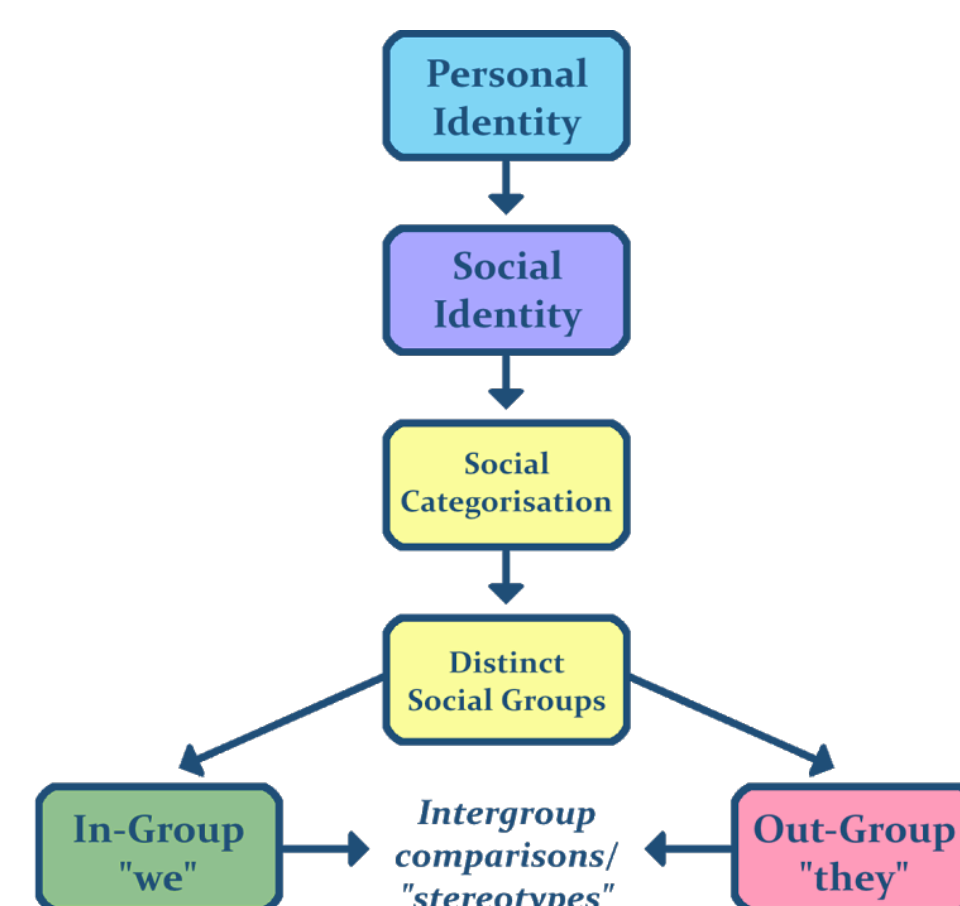 Personal
Identity
Social
Identity
Social
Categorisation
Distinct
Social Groups
In-Group
"we"
Intergroup
comparisons/
"stereotypes"
Out-Group
"they"